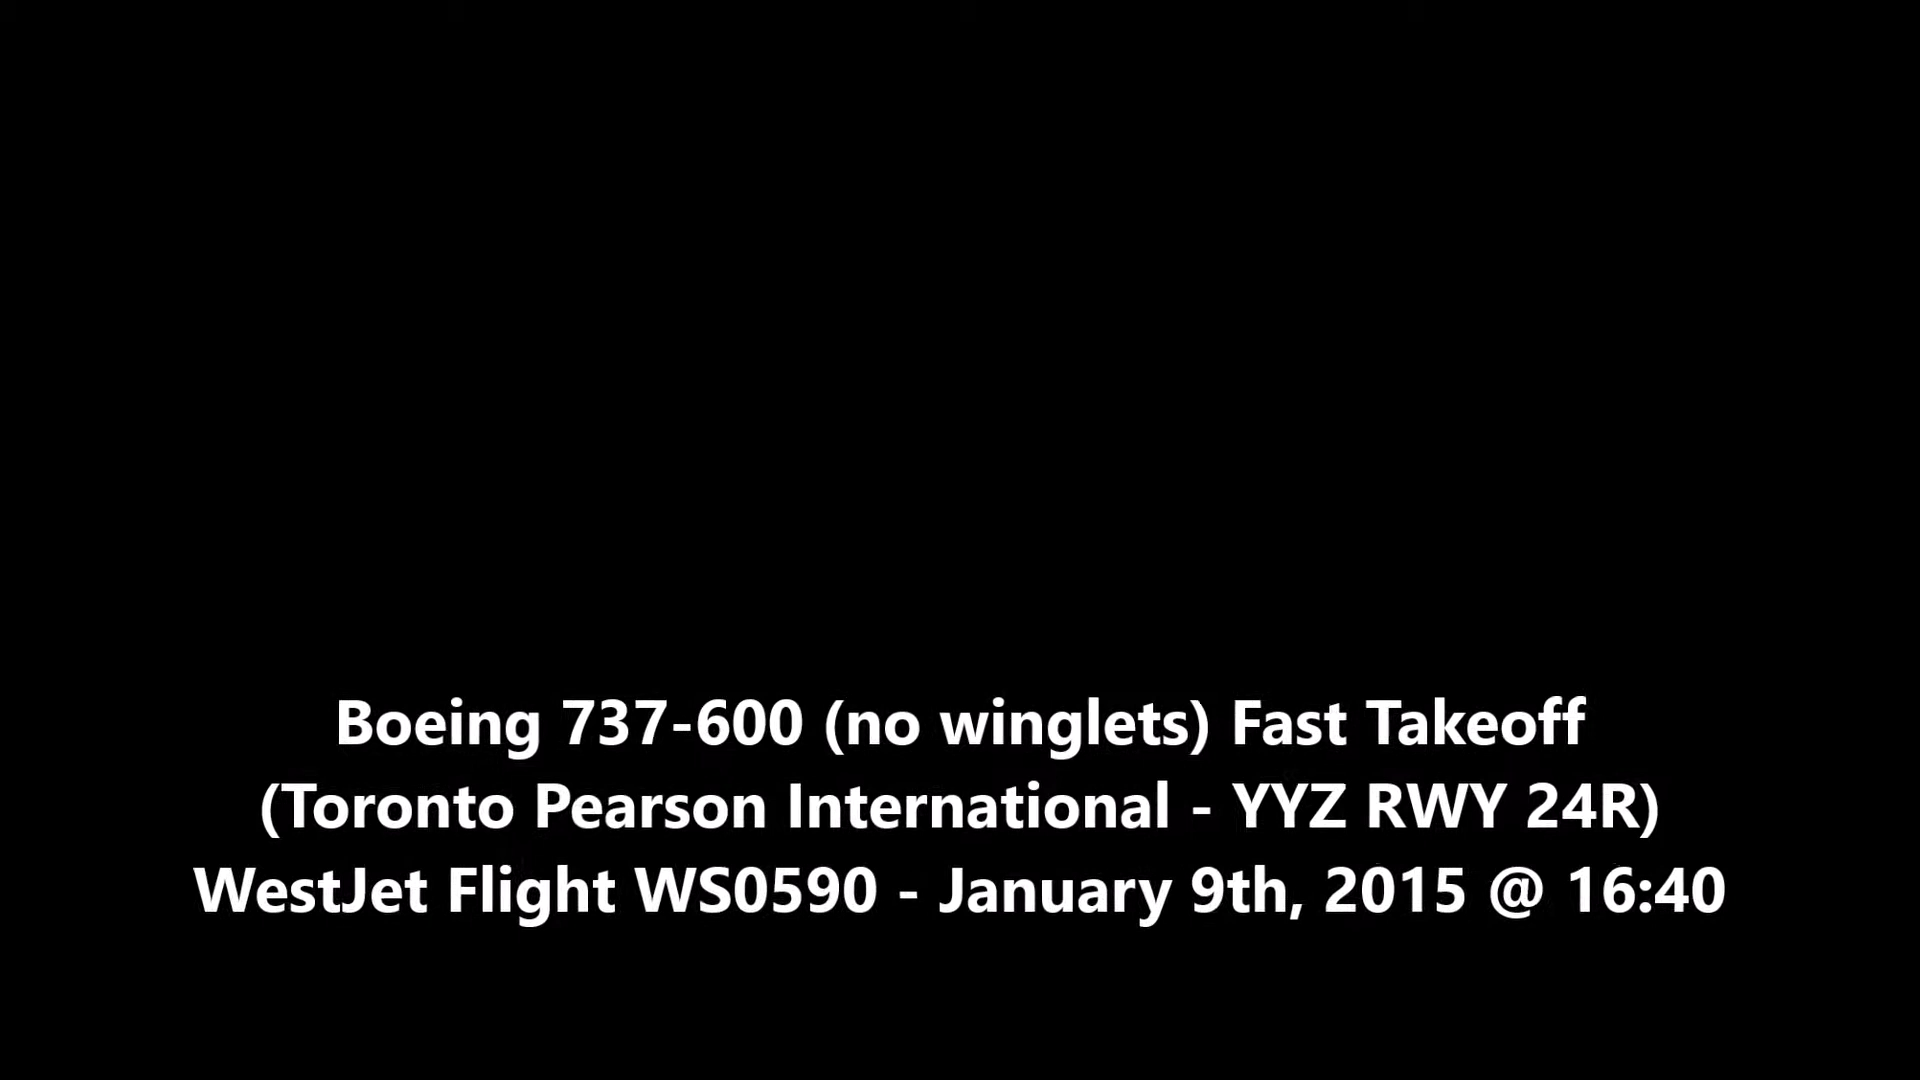 Boeing 737-600 (no winglets) Fast Takeoff
(Toronto Pearson International - YYZ RWY 24R)
WestJet Flight WS0590 - January 9th, 2015 @ 16:40